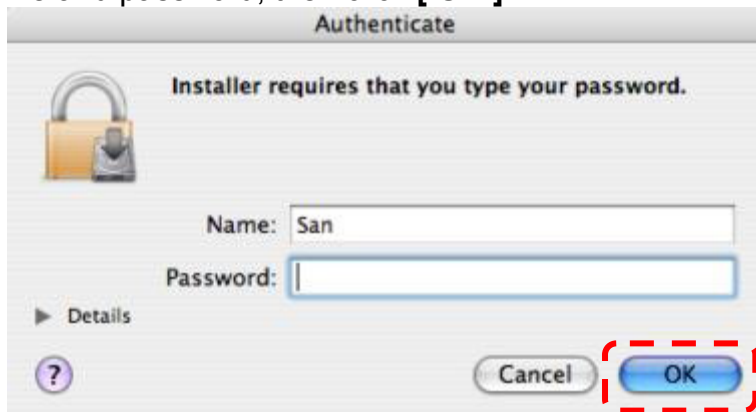 Authenticate
Installer requires that you type your password.
Name: San
Password:
Details
?
Cancel OK